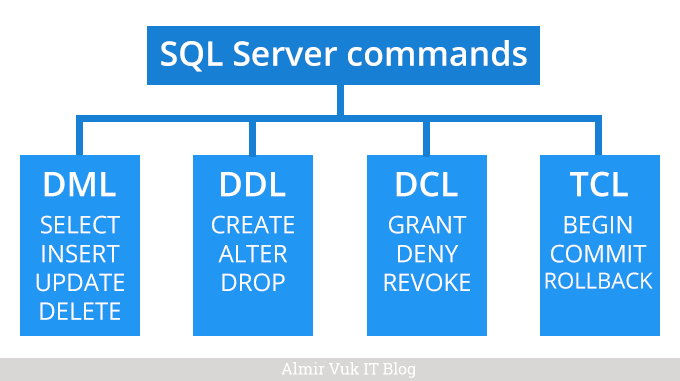 SQL Server commands
DML
SELECT
INSERT
UPDATE
DELETE
DDL
CREATE
ALTER
DROP
DCL
GRANT
DENY
REVOKE
TCL
BEGIN
COMMIT
ROLLBACK
Almir Vuk IT Blog